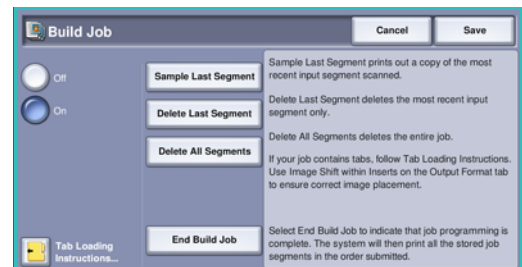 Build Job
Cancel
Save
Off
On
Sample Last Segment
Delete Last Segment
Delete All Segments
End Build Job
Tab Loading
Instructions...
Sample Last Segment prints out a copy of the most
recent input segment scanned.
Delete Last Segment deletes the most recent input
segment only.
Delete All Segments deletes the entire job.
If your job contains tabs, follow Tab Loading Instructions.
Use Image Shift within Inserts on the Output Format tab
to ensure correct image placement.
Select End Build Job to indicate that job programming is
complete. The system will then print all the stored job
segments in the order submitted.